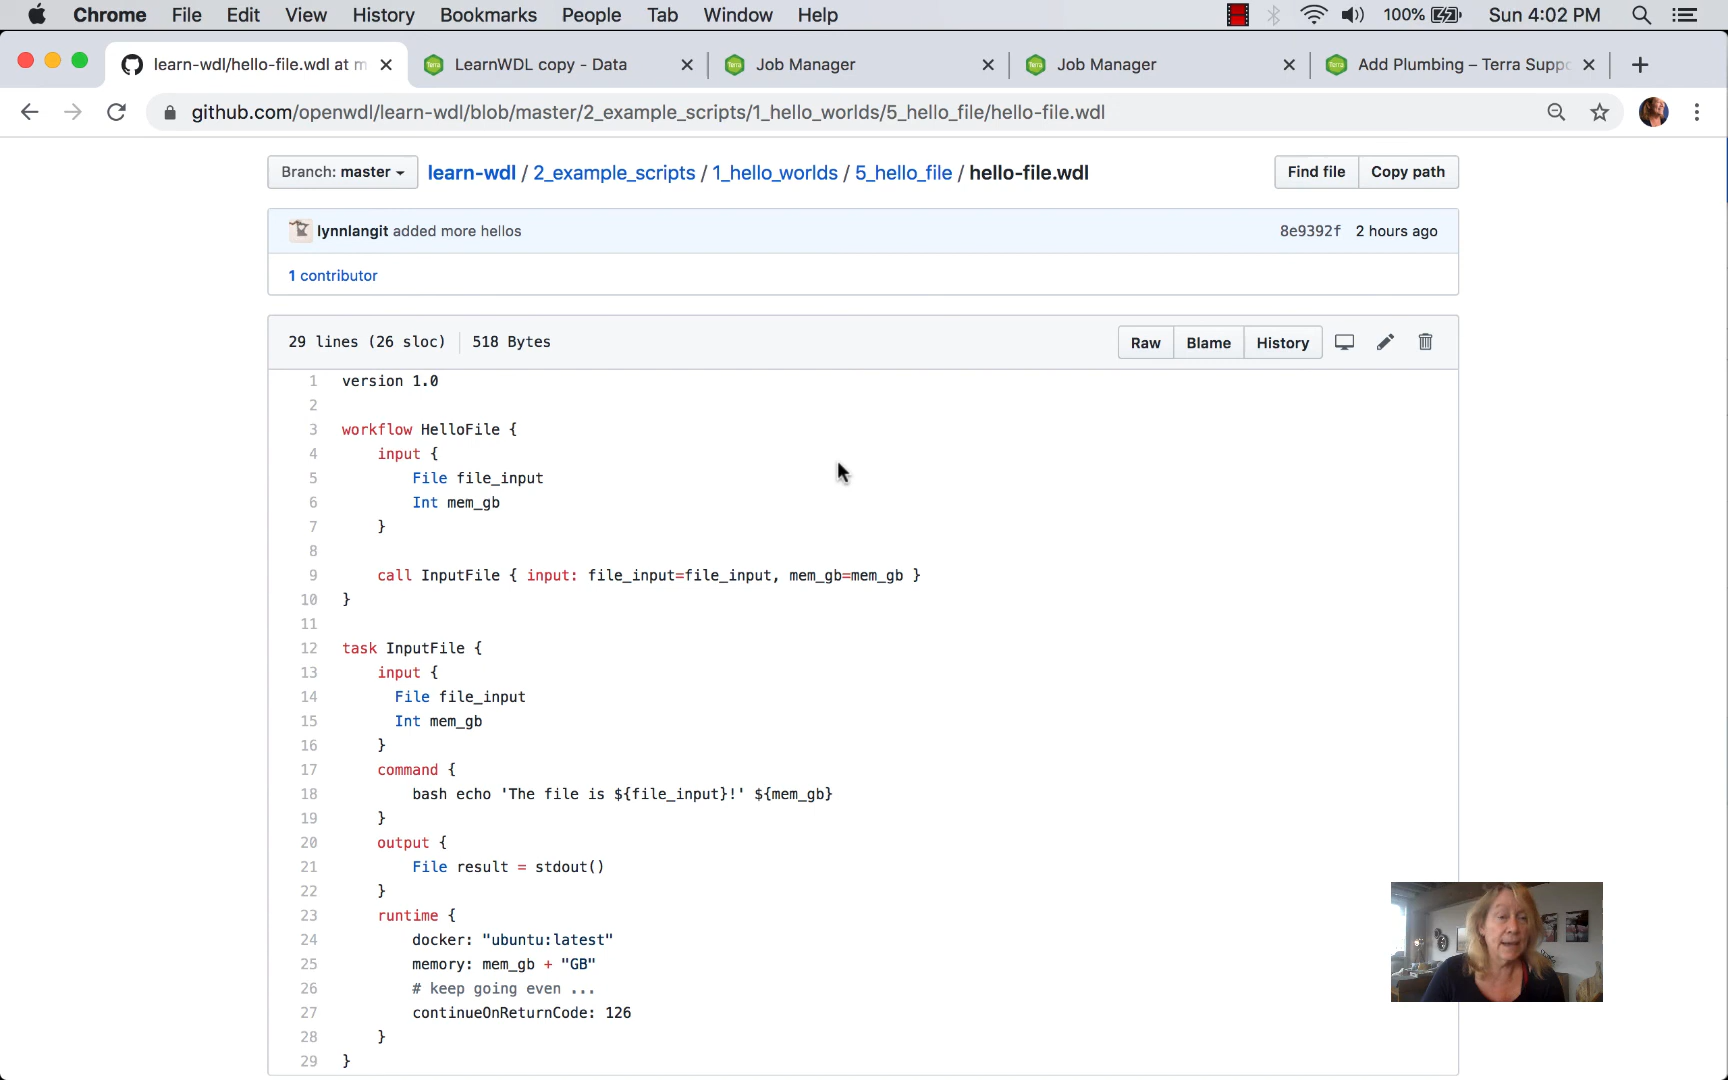 Chrome File Edit View History Bookmarks People Tab Window Help 100% Sun 4:02 PM
learn-wdl/hello-file.wdl at m LearnWDL copy - Data Job Manager Job Manager Add Plumbing – Terra Suppo
github.com/openwdl/learn-wdl/blob/master/2_example_scripts/1_hello_worlds/5_hello_file/hello-file.wdl
Branch: master learn-wdl / 2_example_scripts / 1_hello_worlds / 5_hello_file / hello-file.wdl Find file Copy path
lynnlangit added more hellos 8e9392f 2 hours ago
1 contributor
29 lines (26 sloc) 518 Bytes Raw Blame History
1 version 1.0
2
3 workflow HelloFile {
4 input {
5 File file_input
6 Int mem_gb
7 }
8
9 call InputFile { input: file_input=file_input, mem_gb=mem_gb }
10 }
11
12 task InputFile {
13 input {
14 File file_input
15 Int mem_gb
16 }
17 command {
18 bash echo 'The file is ${file_input}!' ${mem_gb}
19 }
20 output {
21 File result = stdout()
22 }
23 runtime {
24 docker: "ubuntu:latest"
25 memory: mem_gb + "GB"
26 # keep going even ...
27 continueOnReturnCode: 126
28 }
29 }